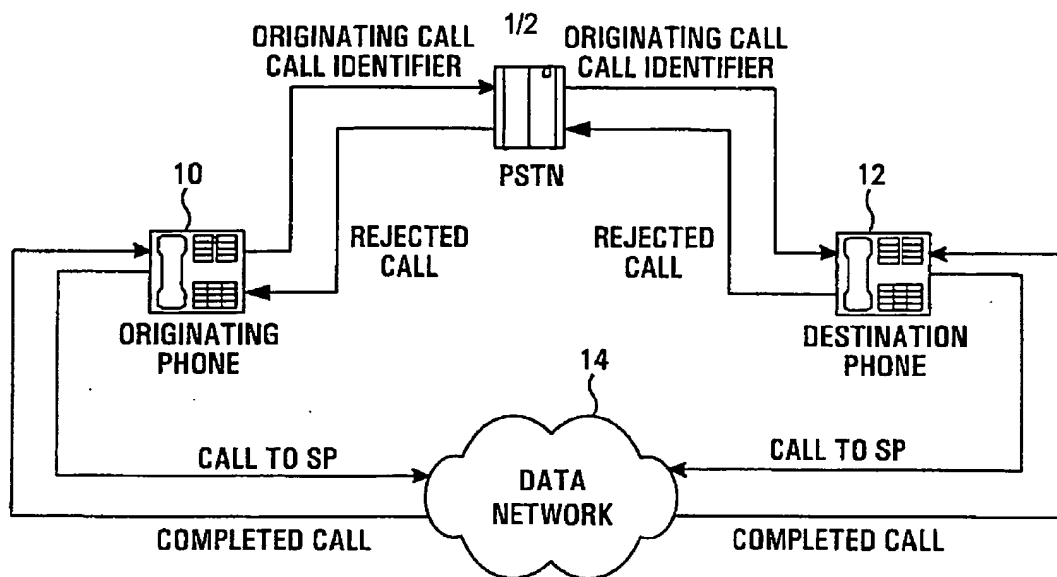 1/2
ORIGINATING CALL
CALL IDENTIFIER
ORIGINATING CALL
CALL IDENTIFIER
PSTN
10
12
REJECTED
CALL
REJECTED
CALL
ORIGINATING
PHONE
DESTINATION
PHONE
14
CALL TO SP
CALL TO SP
DATA
NETWORK
COMPLETED CALL
COMPLETED CALL